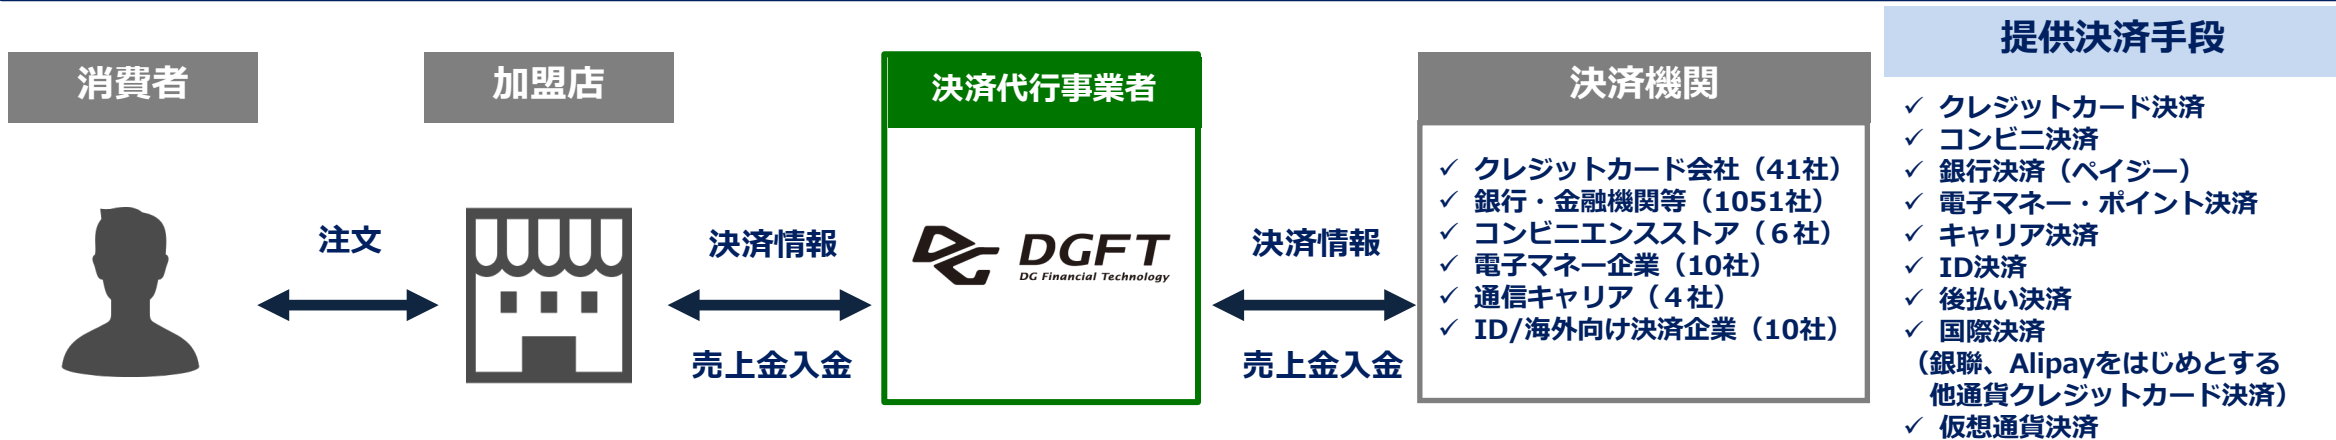 消費者
加盟店
決済代行事業者
決済機関
提供決済手段
注文
決済情報
売上金入金
DGFT
DG Financial Technology
決済情報
売上金入金
✓ クレジットカード会社（41社）
✓ 銀行・金融機関等（1051社）
✓ コンビニエンスストア（６社）
✓ 電子マネー企業（10社）
✓ 通信キャリア（４社）
✓ ID/海外向け決済企業（10社）
✓ クレジットカード決済
✓ コンビニ決済
✓ 銀行決済（ペイジー）
✓ 電子マネー・ポイント決済
✓ キャリア決済
✓ ID決済
✓ 後払い決済
✓ 国際決済
（銀聯、Alipayをはじめとする
他通貨クレジットカード決済）
✓ 仮想通貨決済